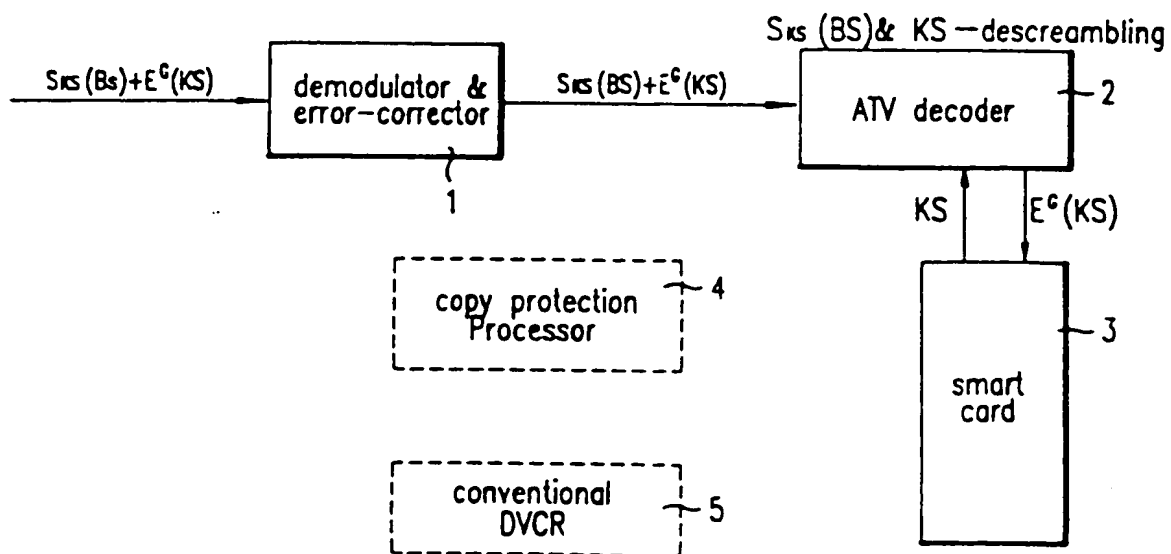 SKS(BS)& KS—descreambling
SKS(BS)+E^G(KS)
demodulator &
error-corrector
1
SKS(BS)+E^G(KS)
ATV decoder
2
KS
E^G(KS)
copy protection
Processor
4
smart
card
3
conventional
DVCR
5